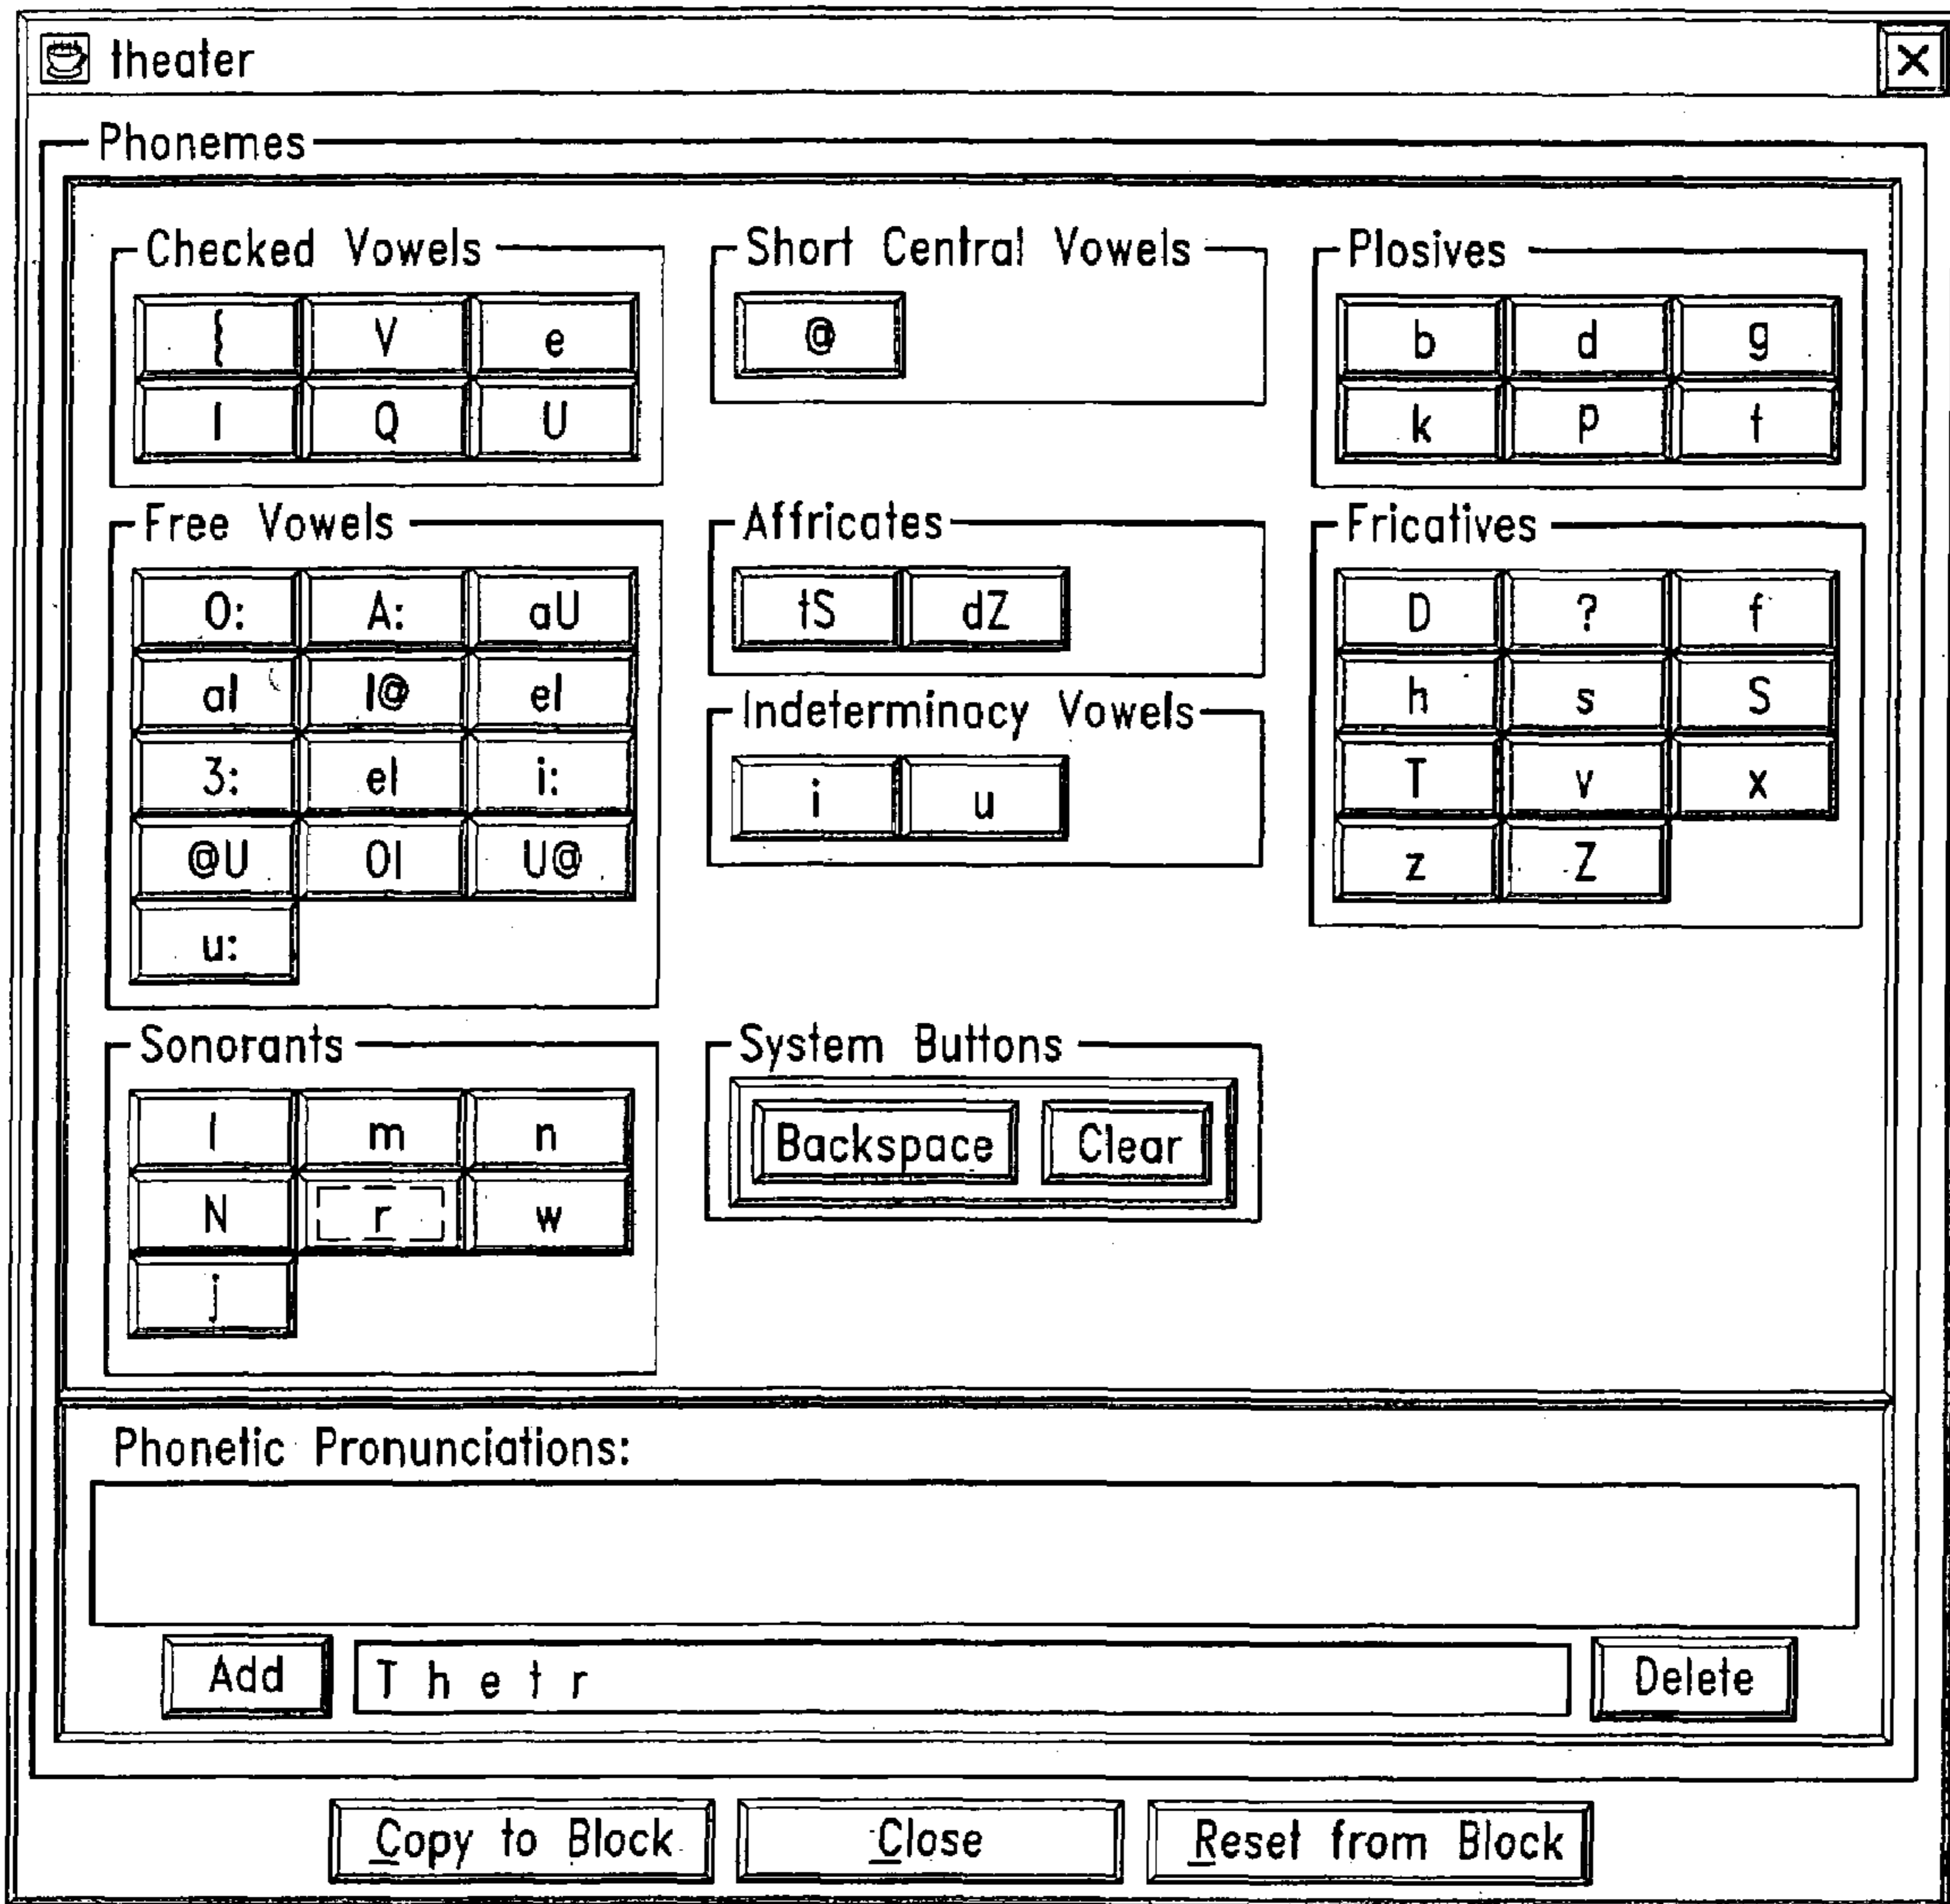 theater X
Phonemes
Checked Vowels
{ V e
I Q U
Short Central Vowels
@
Plosives
b d g
k p t
Free Vowels
O: A: aU
aI I@ eI
3: eI i:
@U OI U@
u:
Affricates
tS dZ
Indeterminacy Vowels
i u
Fricatives
D ? f
h s S
T v x
z Z
Sonorants
l m n
N r w
j
System Buttons
Backspace Clear
Phonetic Pronunciations:
Add T h e t r Delete
Copy to Block Close Reset from Block